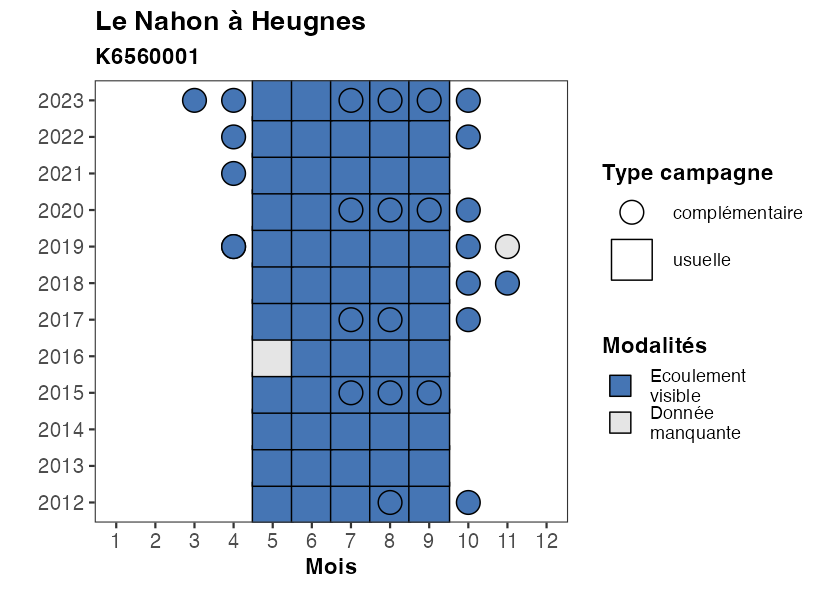 Le Nahon à Heugnes
K6560001
2023
2022
2021
2020
2019
2018
2017
2016
2015
2014
2013
2012
1 2 3 4 5 6 7 8 9 10 11 12
Mois
Type campagne
complémentaire
usuelle
Modalités
Ecoulement
visible
Donnée
manquante